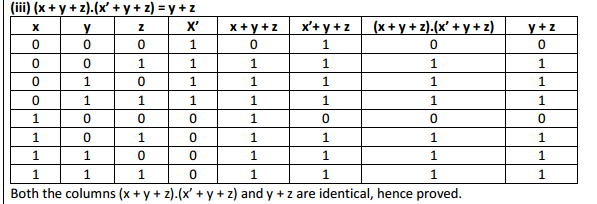 (iii) (x + y + z).(x' + y + z) = y + z
x y z X' x + y + z x'+ y + z (x + y + z).(x' + y + z) y + z
0 0 0 1 0 1 0 0
0 0 1 1 1 1 1 1
0 1 0 1 1 1 1 1
0 1 1 1 1 1 1 1
1 0 0 0 1 0 0 0
1 0 1 0 1 1 1 1
1 1 0 0 1 1 1 1
1 1 1 0 1 1 1 1
Both the columns (x + y + z).(x' + y + z) and y + z are identical, hence proved.